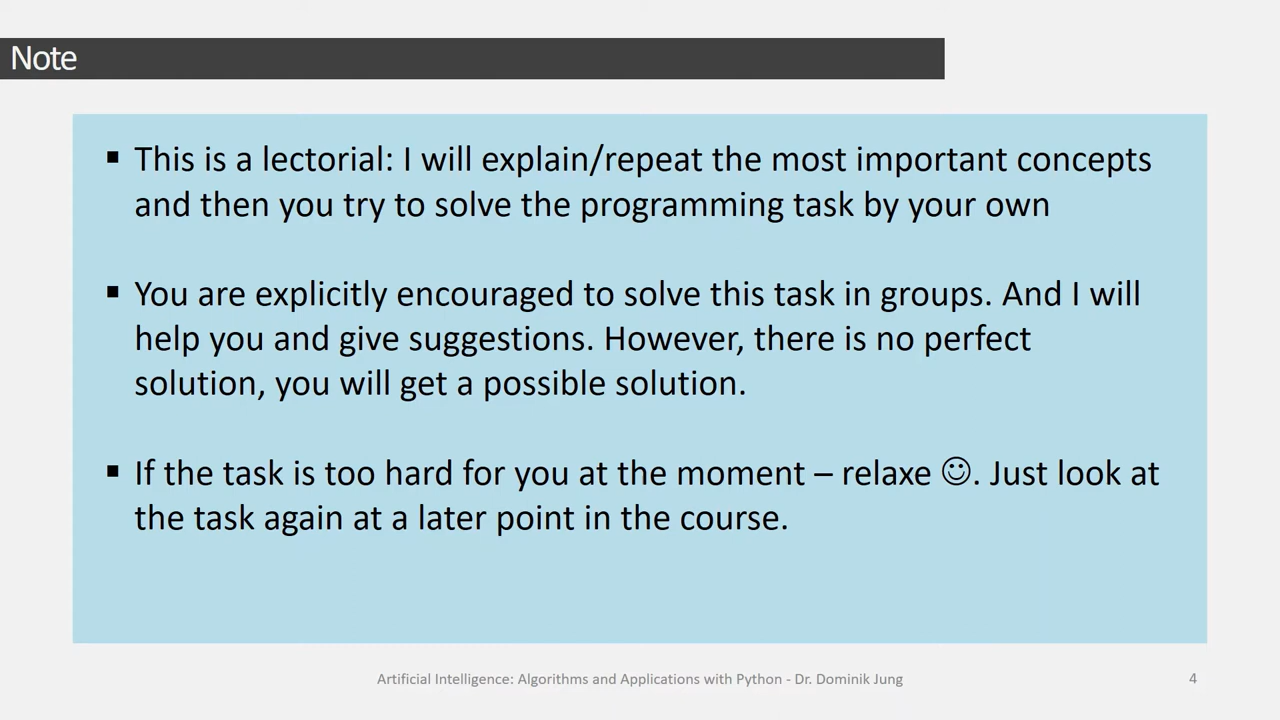 Note
▪ This is a lectorial: I will explain/repeat the most important concepts
and then you try to solve the programming task by your own
▪ You are explicitly encouraged to solve this task in groups. And I will
help you and give suggestions. However, there is no perfect
solution, you will get a possible solution.
▪ If the task is too hard for you at the moment – relaxe ☺. Just look at
the task again at a later point in the course.
Artificial Intelligence: Algorithms and Applications with Python - Dr. Dominik Jung
4